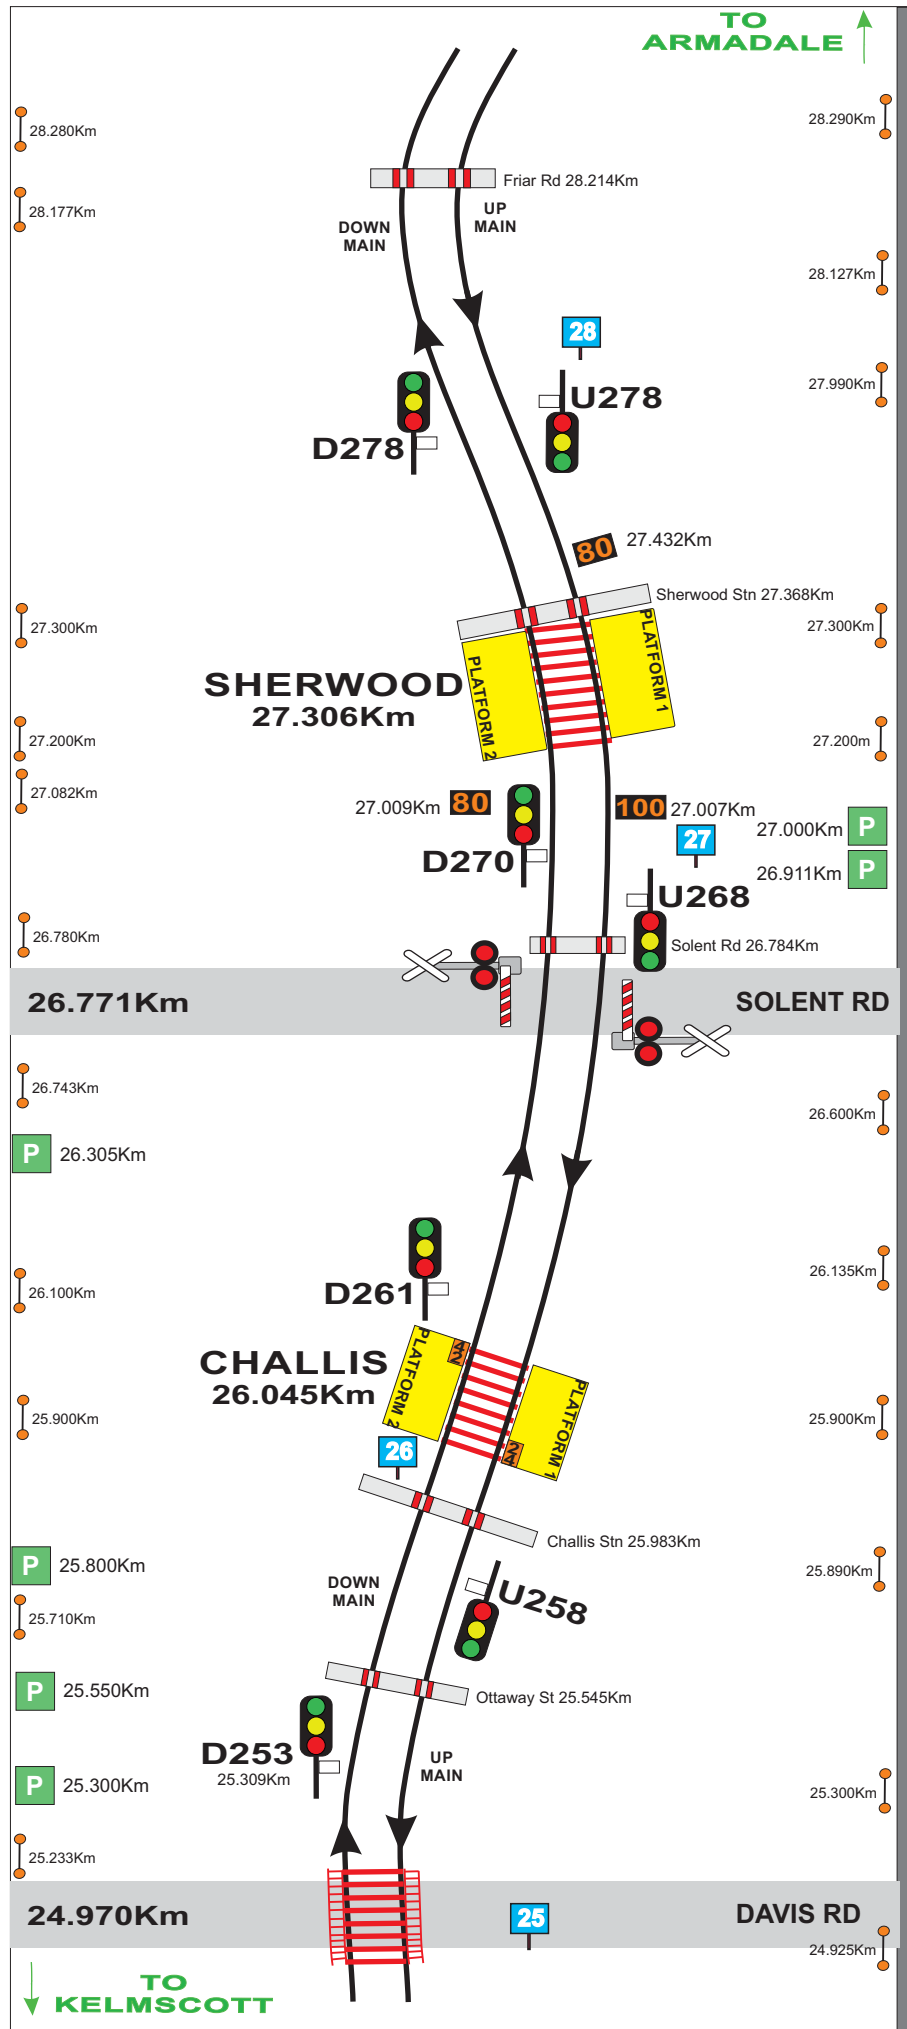 TO
ARMADALE
28.280Km
28.290Km
Friar Rd 28.214Km
28.177Km
DOWN
MAIN
UP
MAIN
28.127Km
28
27.990Km
U278
D278
80
27.432Km
Sherwood Stn 27.368Km
27.300Km
27.300Km
PLATFORM 2
PLATFORM 1
SHERWOOD
27.306Km
27.200Km
27.200m
27.082Km
27.009Km
80
100
27.007Km
27.000Km
P
27
D270
26.911Km
P
U268
26.780Km
Solent Rd 26.784Km
26.771Km
SOLENT RD
26.743Km
26.600Km
P
26.305Km
D261
26.100Km
26.135Km
CHALLIS
26.045Km
PLATFORM 2
4
2
PLATFORM 1
2
4
25.900Km
25.900Km
26
Challis Stn 25.983Km
P
25.800Km
25.890Km
DOWN
MAIN
U258
25.710Km
P
25.550Km
Ottaway St 25.545Km
D253
25.309Km
UP
MAIN
P
25.300Km
25.300Km
25.233Km
24.970Km
25
DAVIS RD
24.925Km
TO
KELMSCOTT